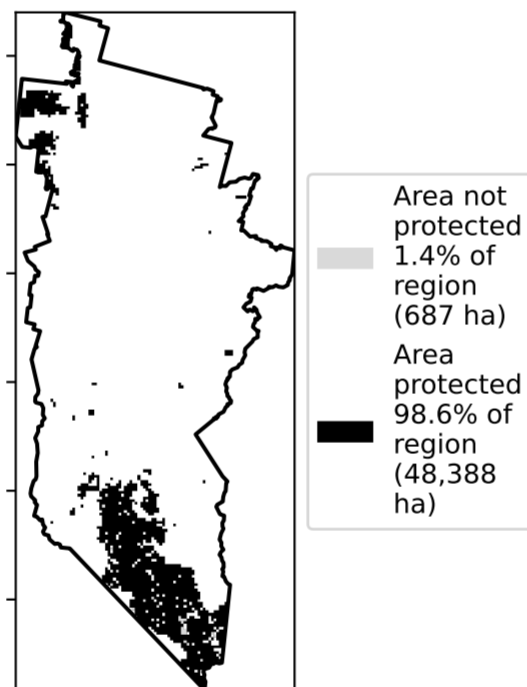 Area not
protected
1.4% of
region
(687 ha)
Area
protected
98.6% of
region
(48,388
ha)